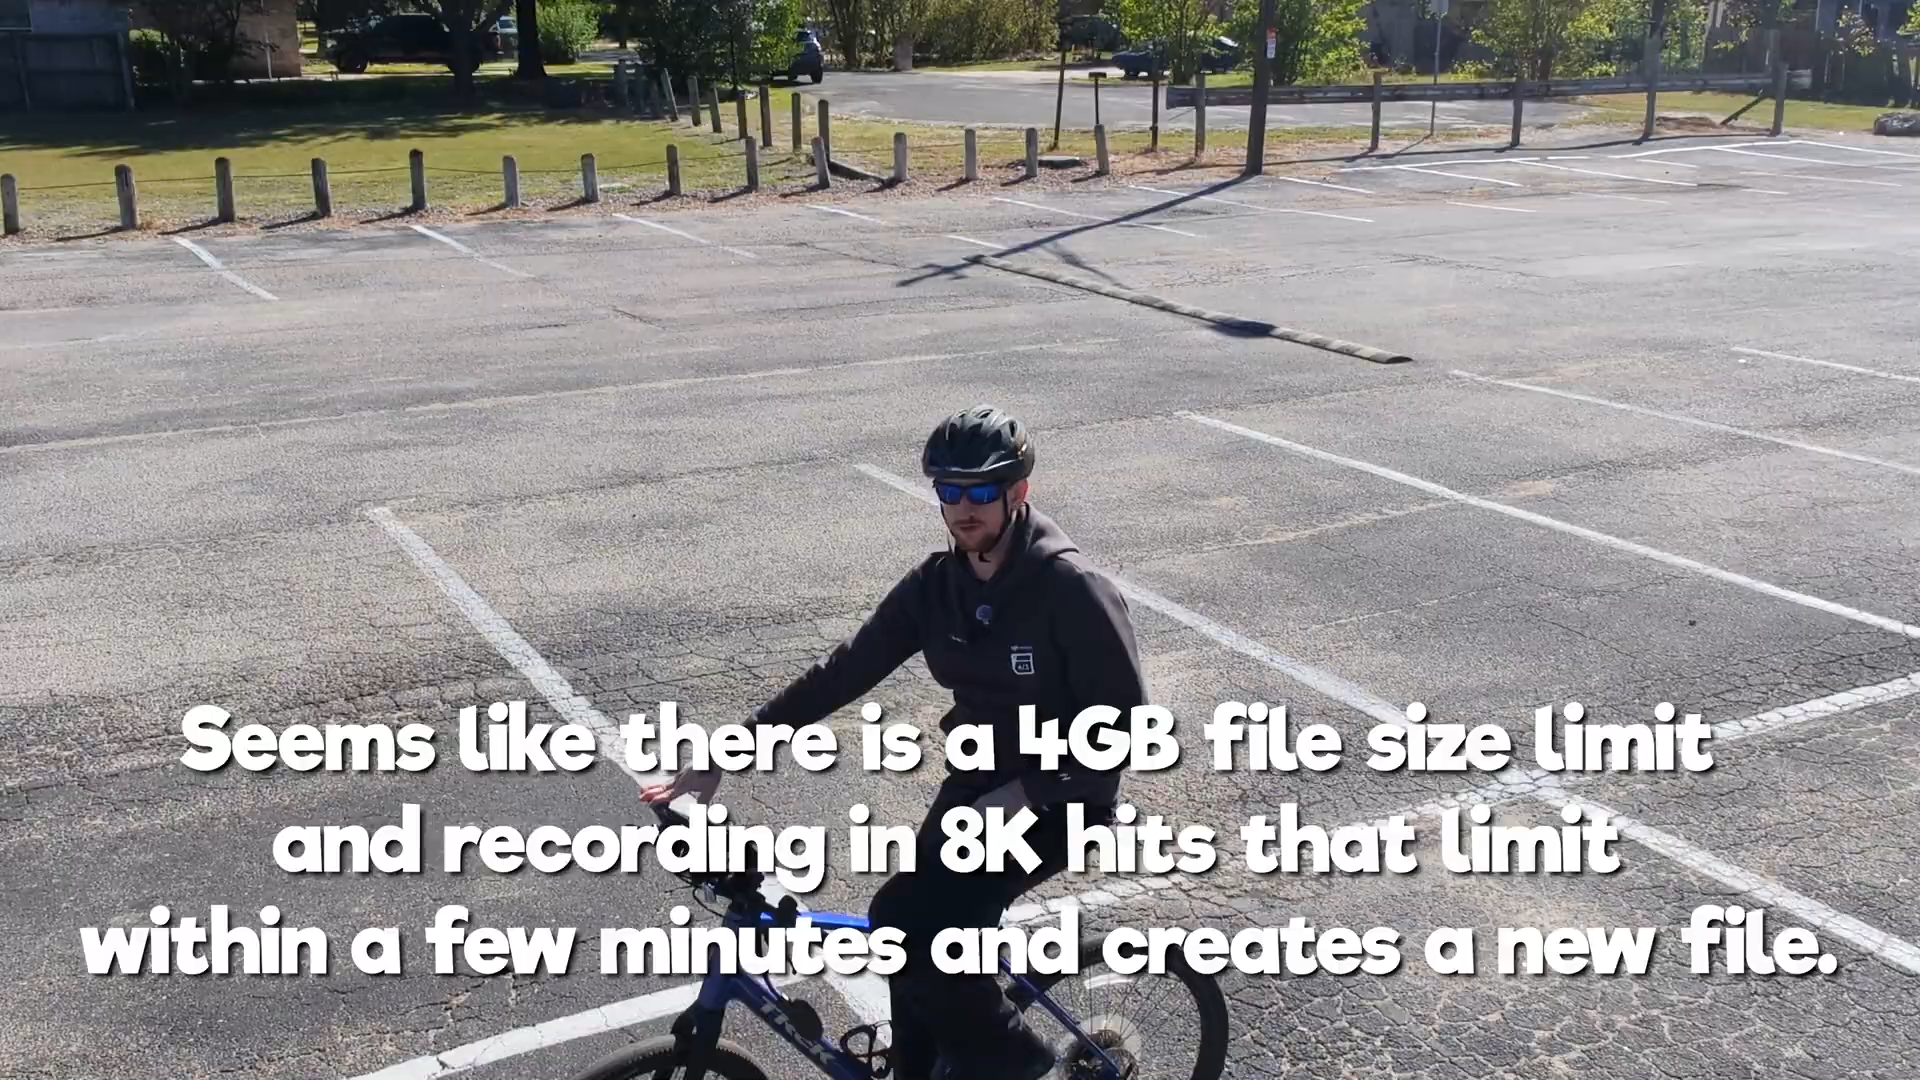 Seems like there is a 4GB file size limit
and recording in 8K hits that limit
within a few minutes and creates a new file.
TREK